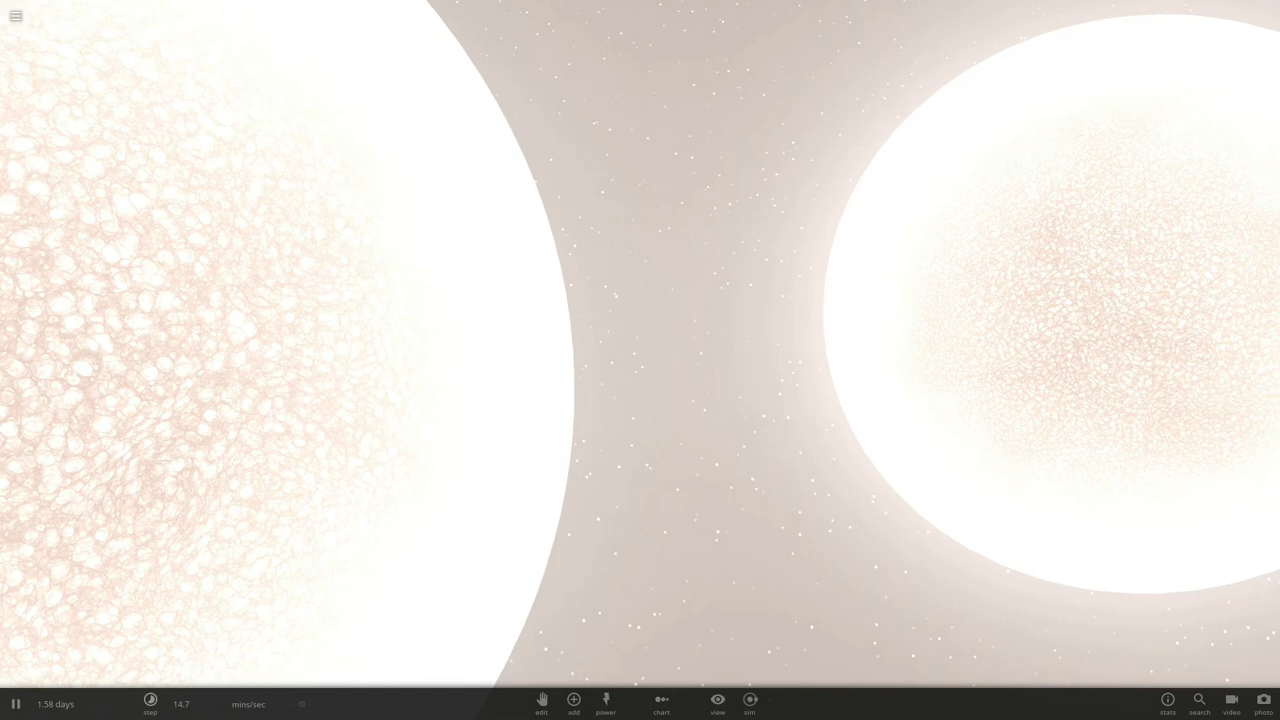 1.58 days
step
14.7
mins/sec
edit
add
power
chart
view
sim
stats
search
video
photo